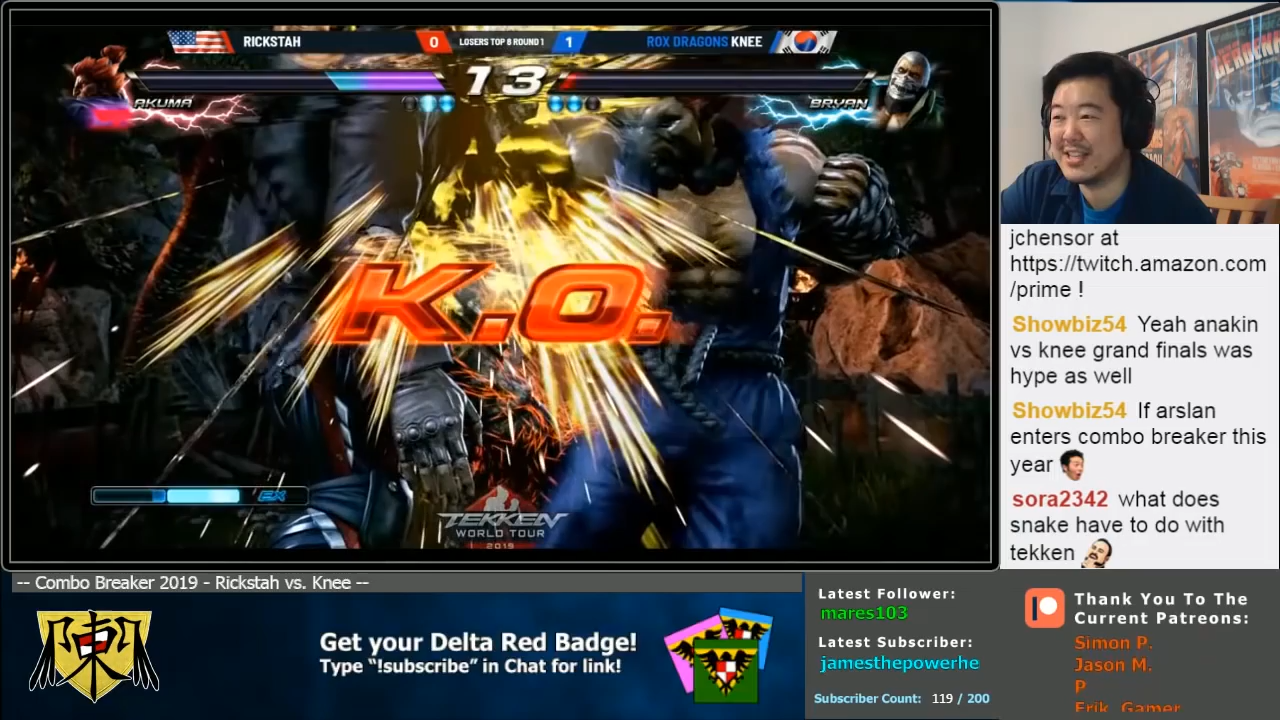 RICKSTAH
0
LOSERS TOP 8 ROUND 1
1
ROX DRAGONS KNEE
AKUMA
13
BRYAN
K.O.
EX
TEKKEN
WORLD TOUR
2019
jchensor at
https://twitch.amazon.com
/prime !
Showbiz54 Yeah anakin
vs knee grand finals was
hype as well
Showbiz54 If arslan
enters combo breaker this
year
sora2342 what does
snake have to do with
tekken
-- Combo Breaker 2019 - Rickstah vs. Knee --
Get your Delta Red Badge!
Type “!subscribe” in Chat for link!
Latest Follower:
mares103
Latest Subscriber:
jamesthepowerhe
Subscriber Count: 119 / 200
Thank You To The
Current Patreons:
Simon P.
Jason M.
P
Erik_Gamer